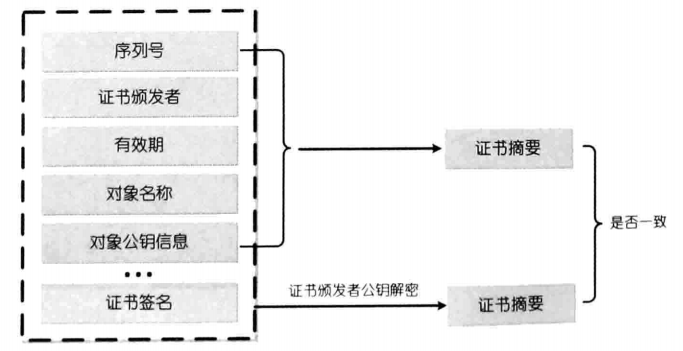 序列号
证书颁发者
有效期
对象名称
对象公钥信息
•••
证书签名
证书摘要
是否一致
证书颁发者公钥解密
证书摘要